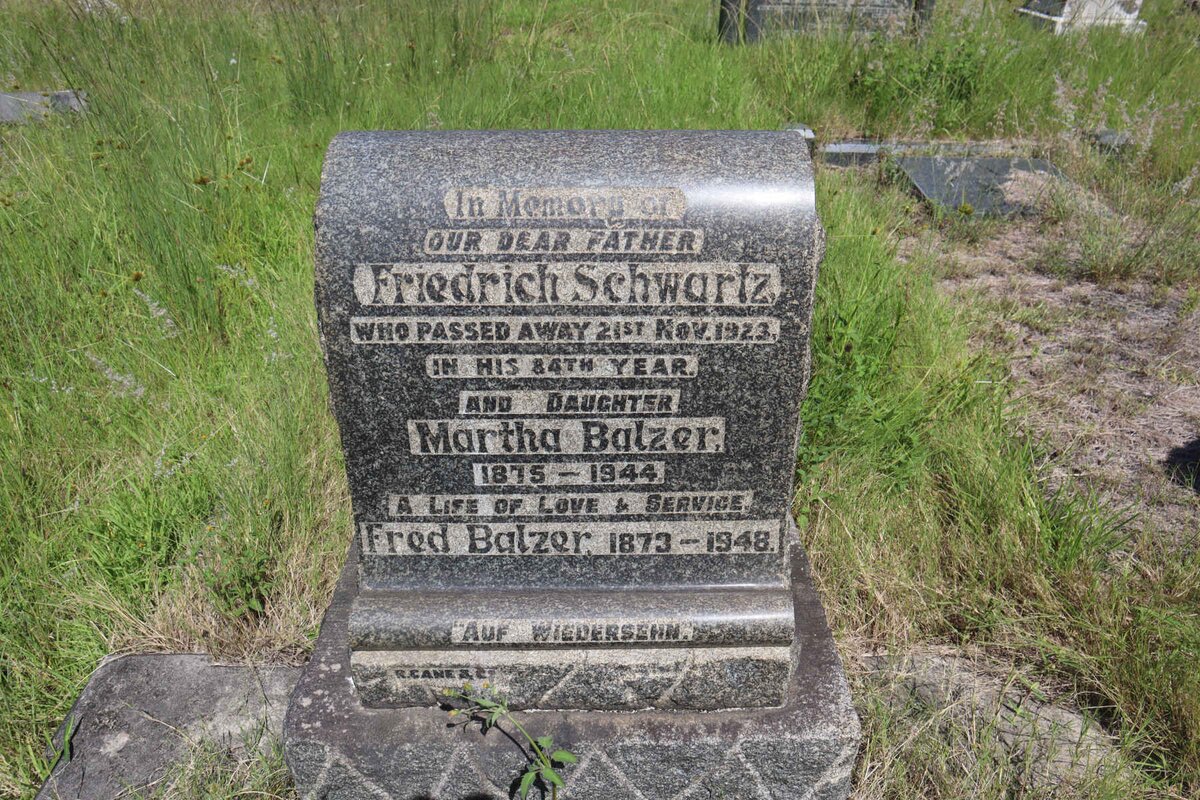 In Memory of
OUR DEAR FATHER
Friedrich Schwartz
WHO PASSED AWAY 21ST NOV. 1923.
IN HIS 84TH YEAR.
AND DAUGHTER
Martha Balzer.
1875 – 1944.
A LIFE OF LOVE & SERVICE.
Fred Balzer, 1873 – 1948.
"AUF WIEDERSEHN."
R.CANE &